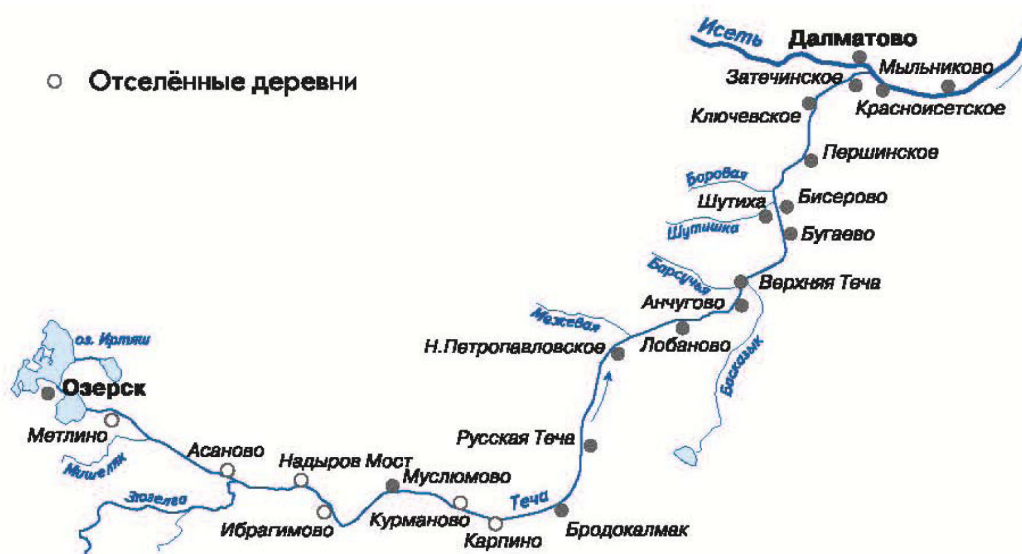 Исеть
Далматово
Отселённые деревни
Затечинское
Мыльниково
Ключевское
Красноисетское
Першинское
Боровая
Шутиха
Бисерово
Шутишка
Бугаево
Барсучья
Верхняя Теча
Анчугово
Межевая
оз. Иртяш
Н.Петропавловское
Лобаново
Басказык
Озерск
Метлино
Русская Теча
Асаново
Надыров Мост
Мишеляк
Муслюмово
Зюзелва
Теча
Ибрагимово
Курманово
Бродокалмак
Карпино